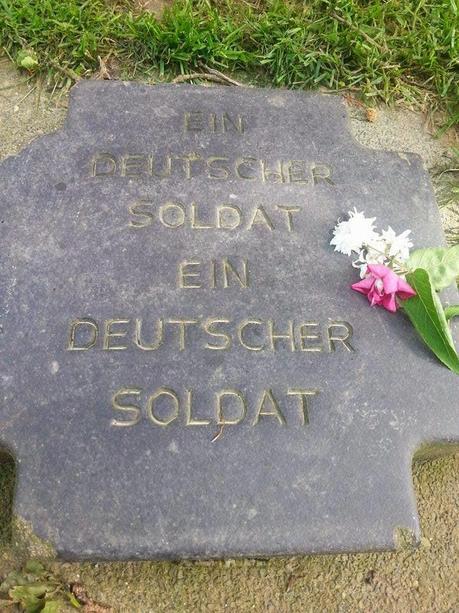 EIN
DEUTSCHER
SOLDAT
EIN
DEUTSCHER
SOLDAT